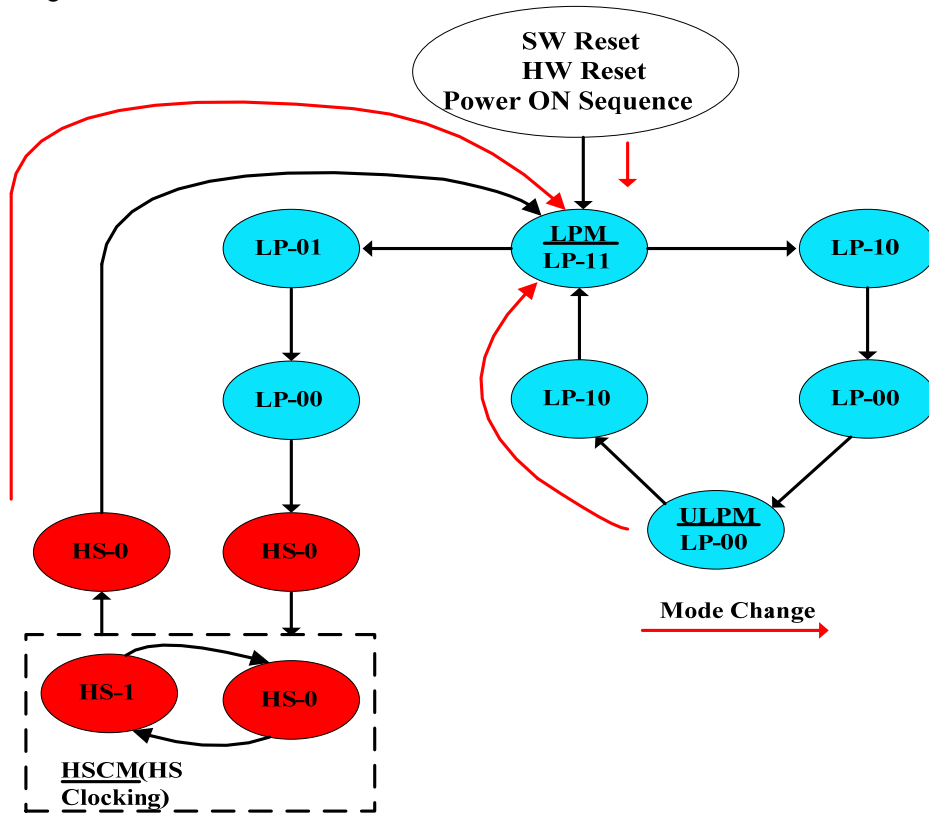 SW Reset
HW Reset
Power ON Sequence
LP-01
LPM
LP-11
LP-10
LP-00
LP-10
LP-00
ULPM
LP-00
HS-0
HS-0
Mode Change
HS-1
HS-0
HSCM(HS
Clocking)